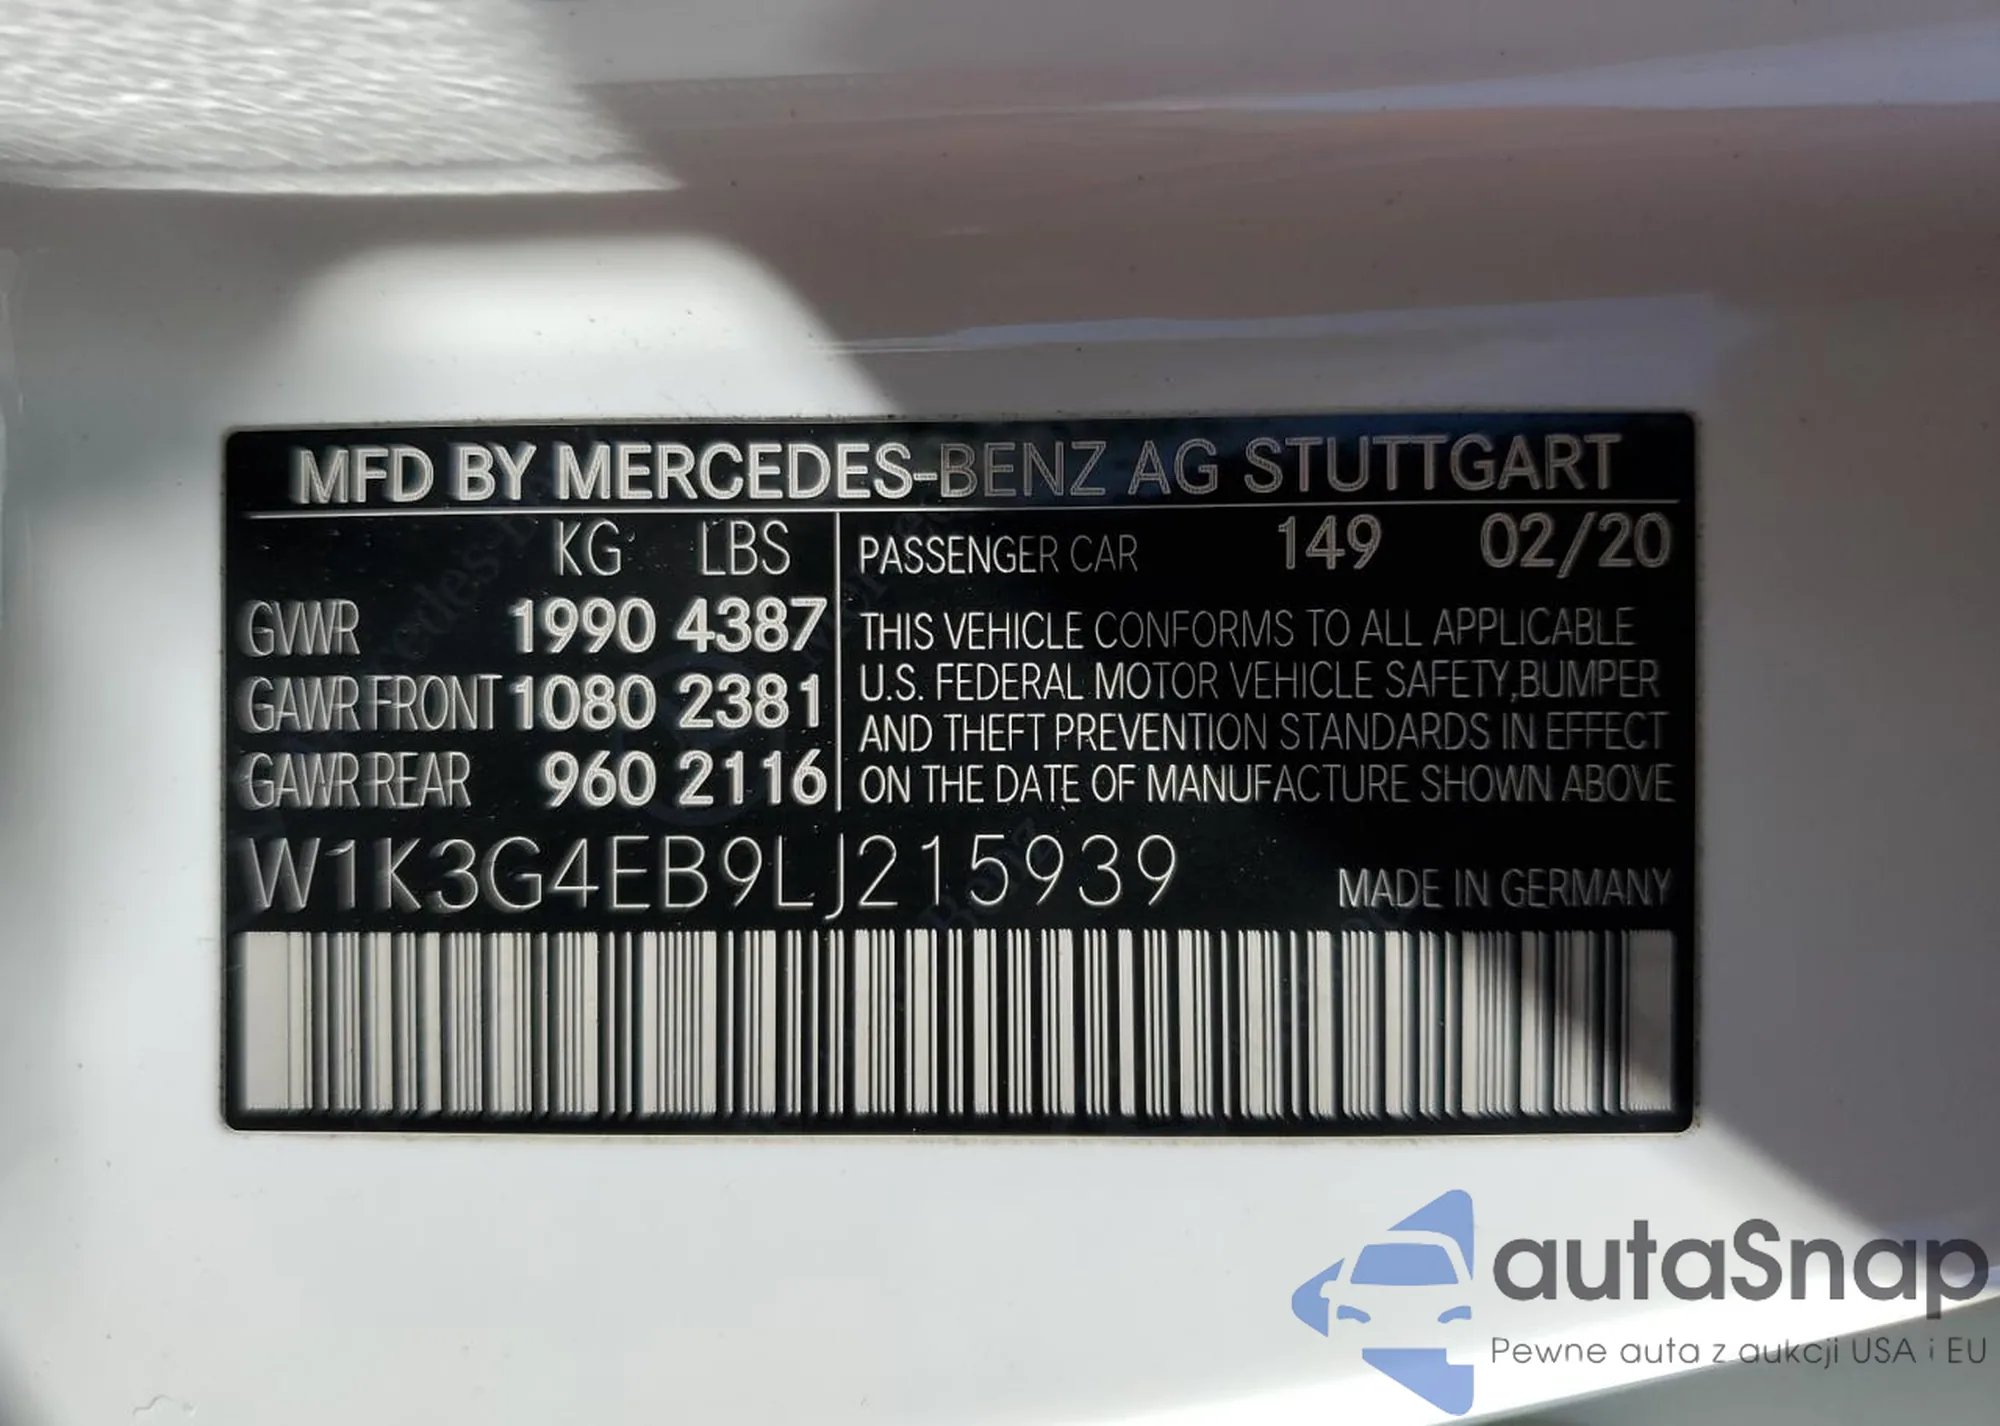 MFD BY MERCEDES-BENZ AG STUTTGART
KG LBS
GVWR 1990 4387
GAWR FRONT 1080 2381
GAWR REAR 960 2116
PASSENGER CAR 149 02/20
THIS VEHICLE CONFORMS TO ALL APPLICABLE
U.S. FEDERAL MOTOR VEHICLE SAFETY,BUMPER
AND THEFT PREVENTION STANDARDS IN EFFECT
ON THE DATE OF MANUFACTURE SHOWN ABOVE
W1K3G4EB9LJ215939
MADE IN GERMANY
autaSnap
Pewne auta z aukcji USA i EU